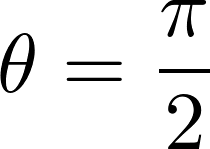 θ = π/2